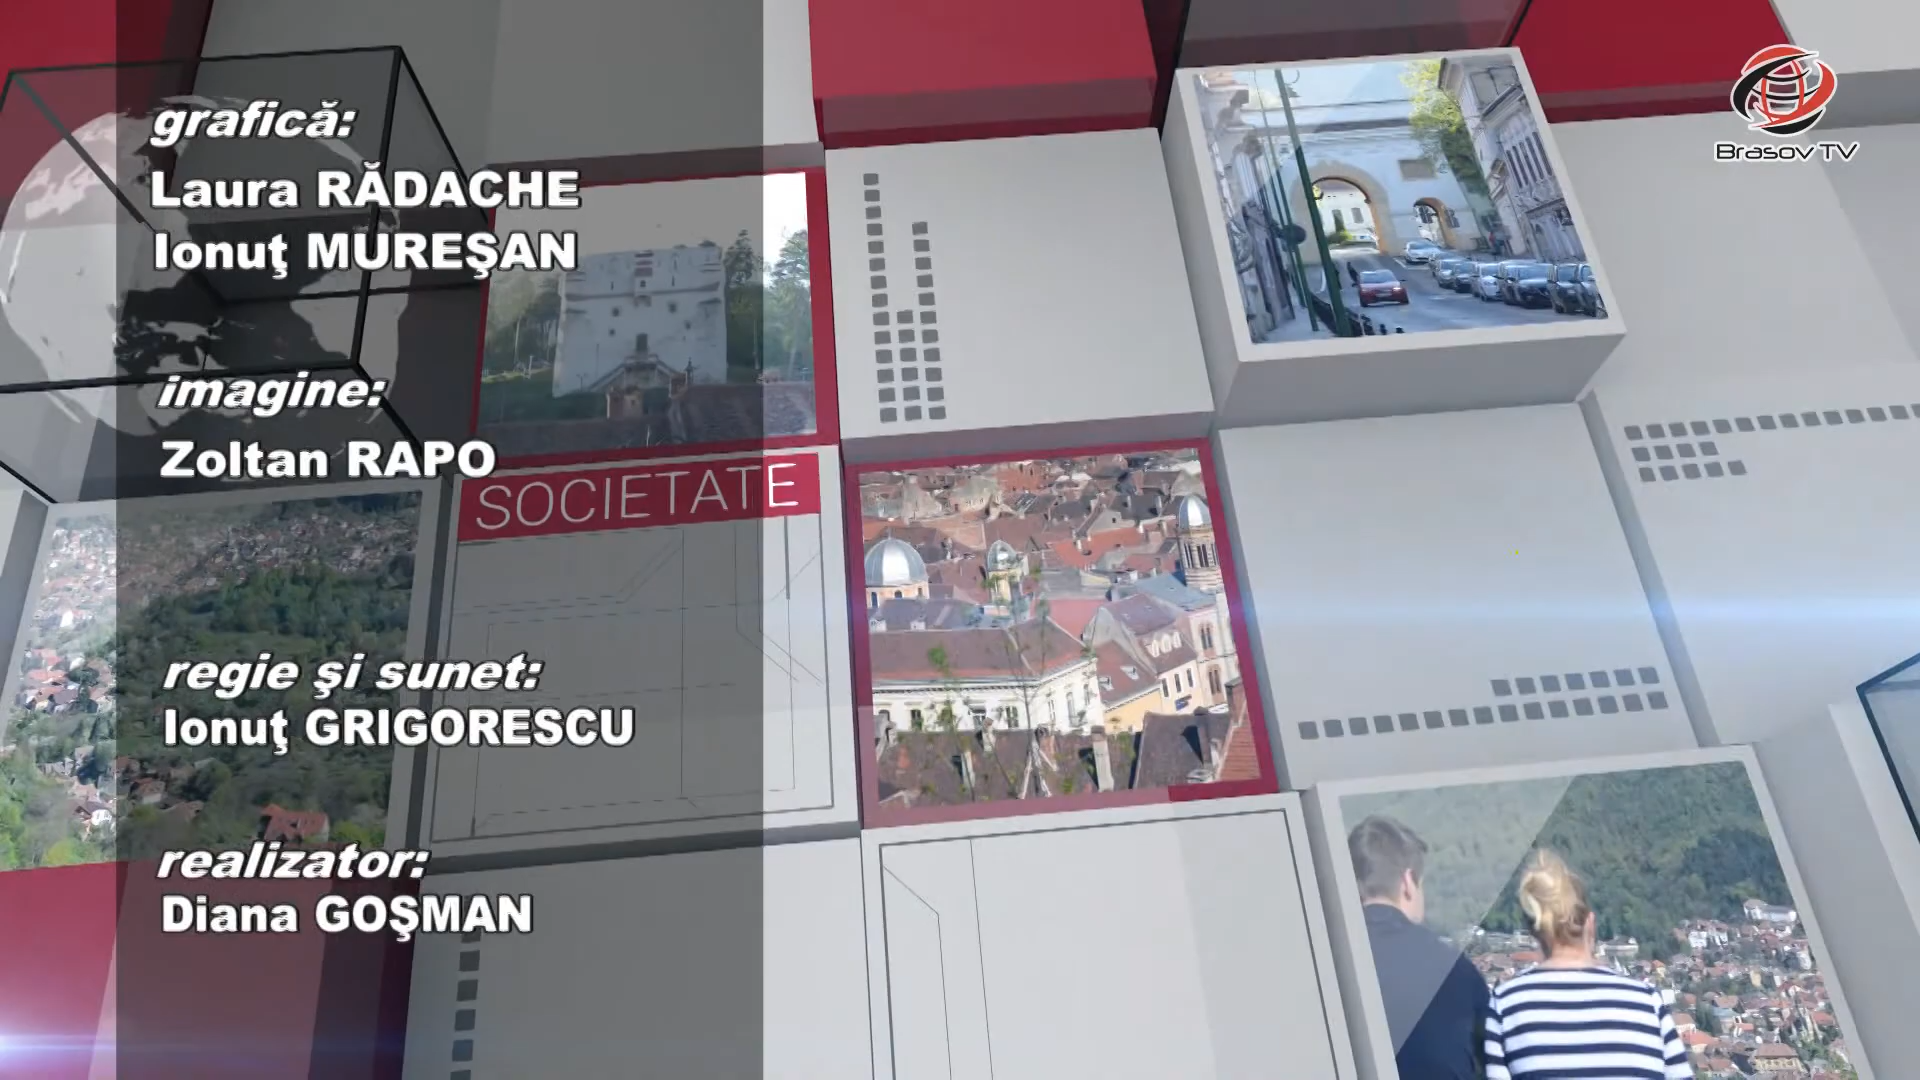 grafică:
Laura RĂDACHE
Ionuţ MUREŞAN
imagine:
Zoltan RAPO
regie şi sunet:
Ionuţ GRIGORESCU
realizator:
Diana GOŞMAN
SOCIETATE
Brasov TV